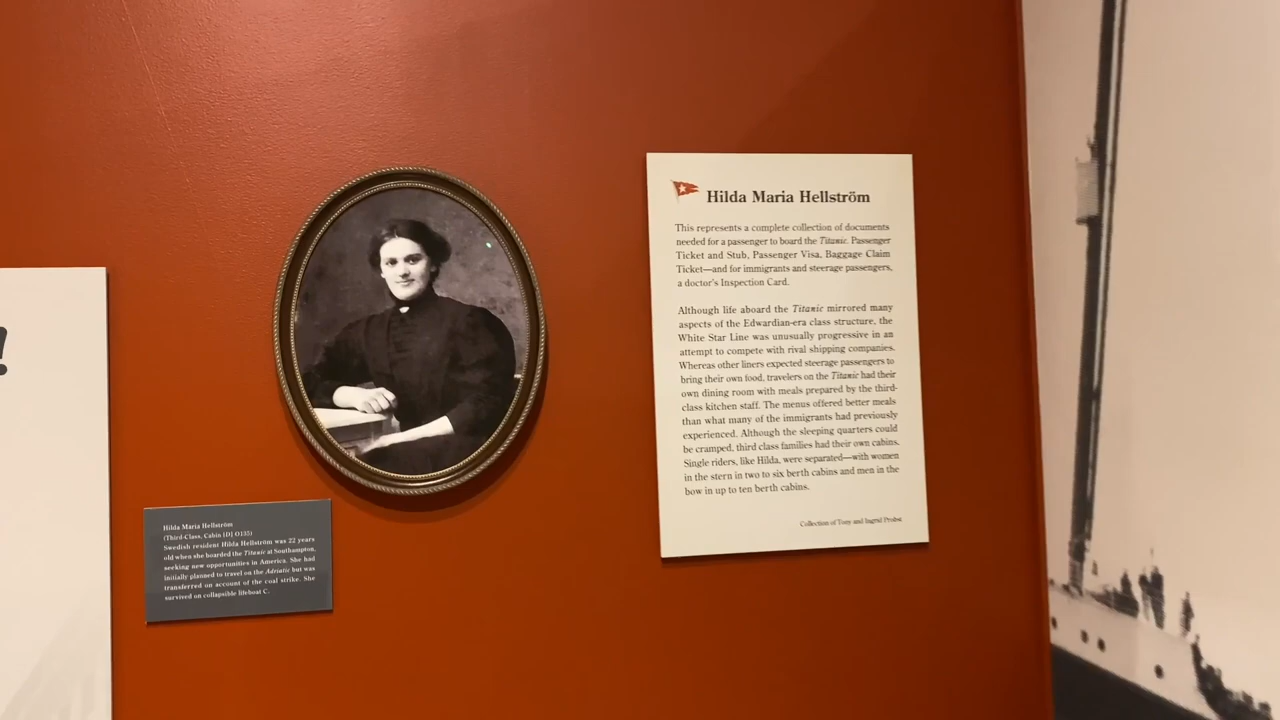 !
Hilda Maria Hellström
This represents a complete collection of documents
needed for a passenger to board the Titanic. Passenger
Ticket and Stub, Passenger Visa, Baggage Claim
Ticket—and for immigrants and steerage passengers,
a doctor's Inspection Card.
Although life aboard the Titanic mirrored many
aspects of the Edwardian-era class structure, the
White Star Line was unusually progressive in an
attempt to compete with rival shipping companies.
Whereas other liners expected steerage passengers to
bring their own food, travelers on the Titanic had their
own dining room with meals prepared by the third-
class kitchen staff. The menus offered better meals
than what many of the immigrants had previously
experienced. Although the sleeping quarters could
be cramped, third class families had their own cabins.
Single riders, like Hilda, were separated—with women
in the stern in two to six berth cabins and men in the
bow in up to ten berth cabins.
Collection of Tony and Ingrid Probst
Hilda Maria Hellström
(Third-Class, Cabin [D] O135)
Swedish resident Hilda Hellström was 22 years
old when she boarded the Titanic at Southampton,
seeking new opportunities in America. She had
initially planned to travel on the Adriatic but was
transferred on account of the coal strike. She
survived on collapsible lifeboat C.